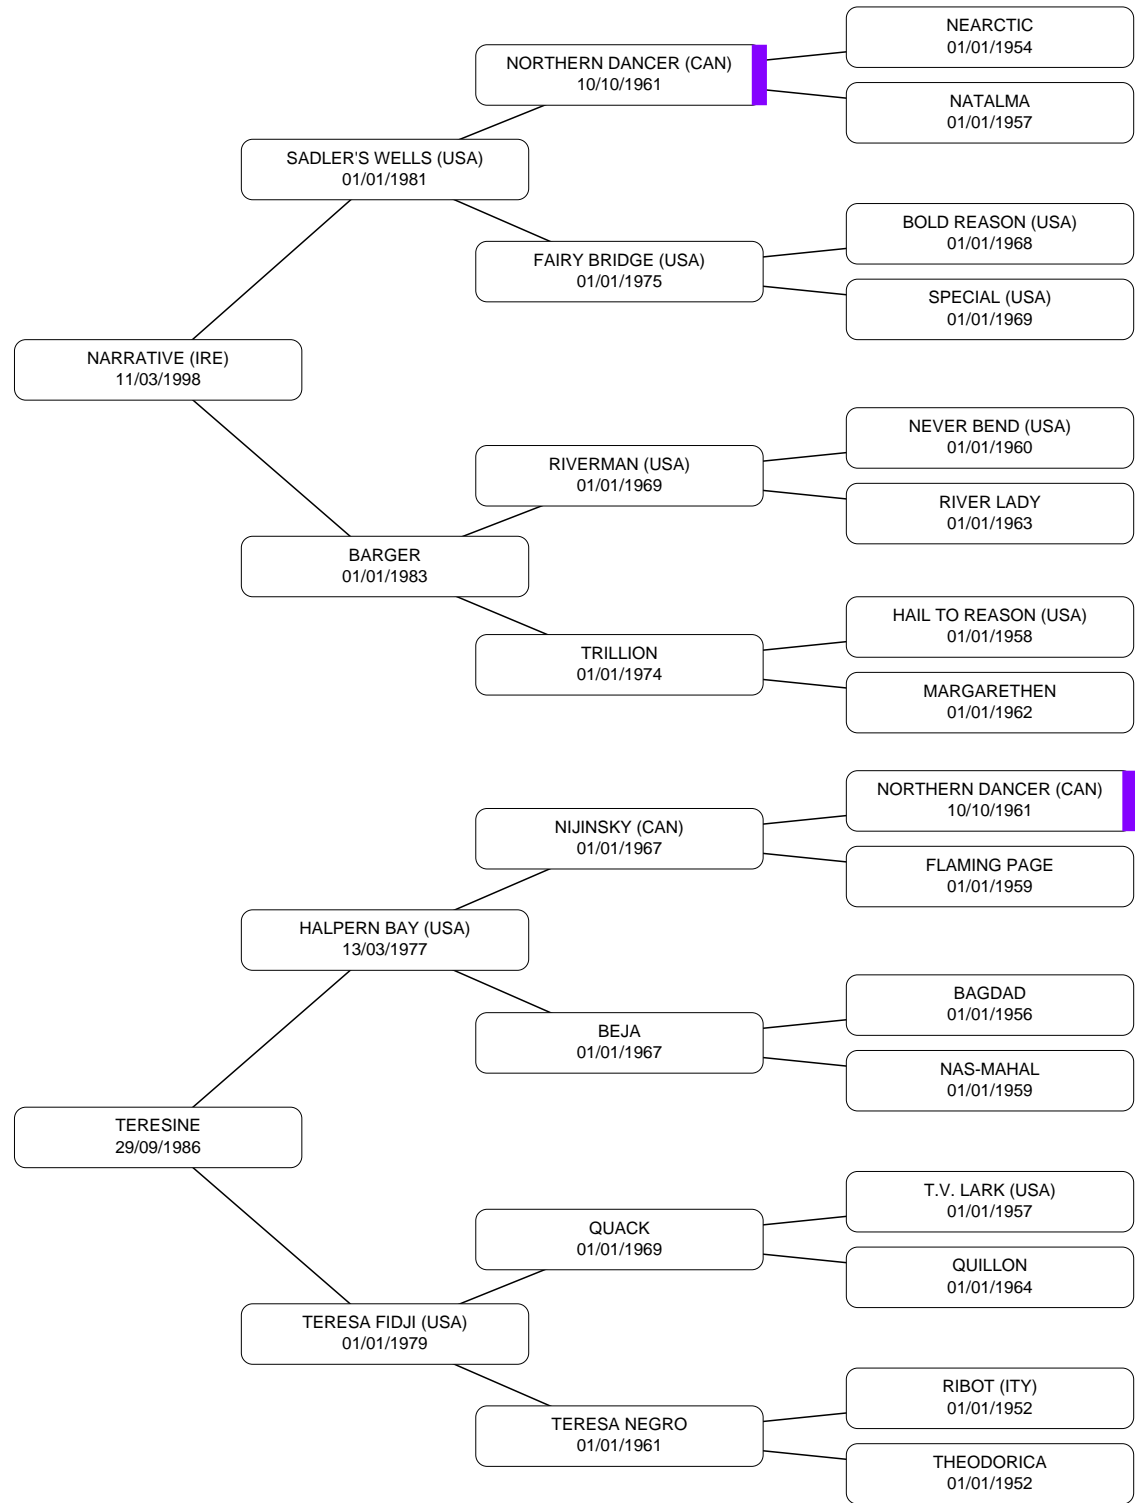 NEARCTIC
01/01/1954
NORTHERN DANCER (CAN)
10/10/1961
NATALMA
01/01/1957
SADLER'S WELLS (USA)
01/01/1981
BOLD REASON (USA)
01/01/1968
FAIRY BRIDGE (USA)
01/01/1975
SPECIAL (USA)
01/01/1969
NARRATIVE (IRE)
11/03/1998
NEVER BEND (USA)
01/01/1960
RIVERMAN (USA)
01/01/1969
RIVER LADY
01/01/1963
BARGER
01/01/1983
HAIL TO REASON (USA)
01/01/1958
TRILLION
01/01/1974
MARGARETHEN
01/01/1962
NORTHERN DANCER (CAN)
10/10/1961
NIJINSKY (CAN)
01/01/1967
FLAMING PAGE
01/01/1959
HALPERN BAY (USA)
13/03/1977
BAGDAD
01/01/1956
BEJA
01/01/1967
NAS-MAHAL
01/01/1959
TERESINE
29/09/1986
T.V. LARK (USA)
01/01/1957
QUACK
01/01/1969
QUILLON
01/01/1964
TERESA FIDJI (USA)
01/01/1979
RIBOT (ITY)
01/01/1952
TERESA NEGRO
01/01/1961
THEODORICA
01/01/1952